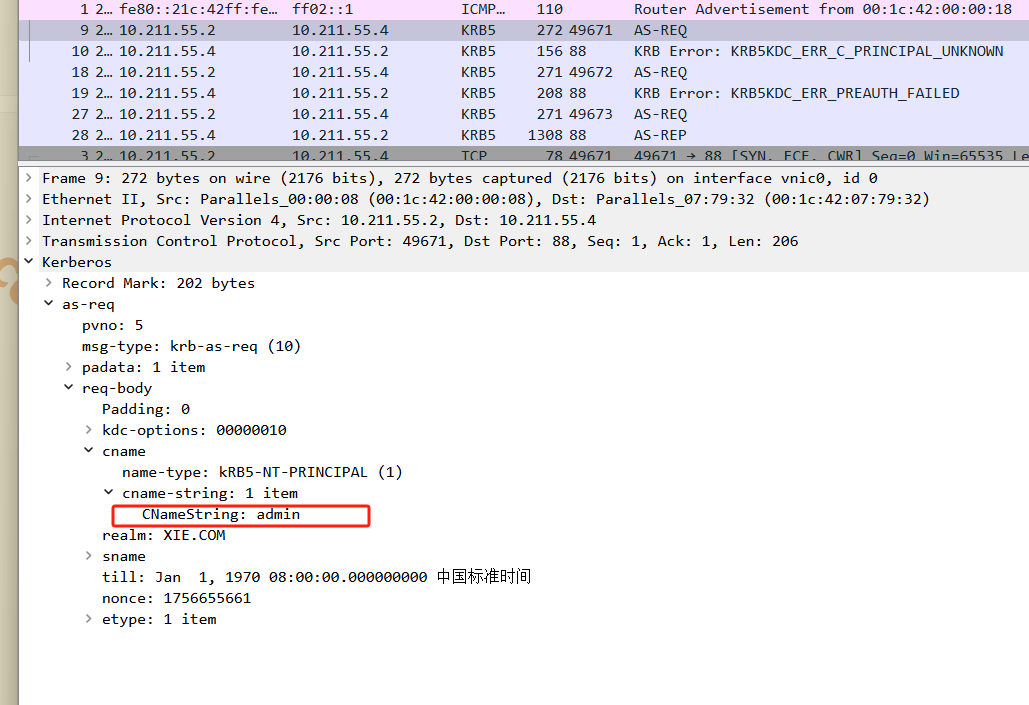 1 2… fe80::21c:42ff:fe… ff02::1 ICMP… 110 Router Advertisement from 00:1c:42:00:00:18
9 2… 10.211.55.2 10.211.55.4 KRB5 272 49671 AS-REQ
10 2… 10.211.55.4 10.211.55.2 KRB5 156 88 KRB Error: KRB5KDC_ERR_C_PRINCIPAL_UNKNOWN
18 2… 10.211.55.2 10.211.55.4 KRB5 271 49672 AS-REQ
19 2… 10.211.55.4 10.211.55.2 KRB5 208 88 KRB Error: KRB5KDC_ERR_PREAUTH_FAILED
27 2… 10.211.55.2 10.211.55.4 KRB5 271 49673 AS-REQ
28 2… 10.211.55.4 10.211.55.2 KRB5 1308 88 AS-REP
3 2… 10.211.55.2 10.211.55.4 TCP 78 49671 49671 → 88 [SYN, ECE, CWR] Seq=0 Win=65535 Le
Frame 9: 272 bytes on wire (2176 bits), 272 bytes captured (2176 bits) on interface vnic0, id 0
Ethernet II, Src: Parallels_00:00:08 (00:1c:42:00:00:08), Dst: Parallels_07:79:32 (00:1c:42:07:79:32)
Internet Protocol Version 4, Src: 10.211.55.2, Dst: 10.211.55.4
Transmission Control Protocol, Src Port: 49671, Dst Port: 88, Seq: 1, Ack: 1, Len: 206
Kerberos
Record Mark: 202 bytes
as-req
pvno: 5
msg-type: krb-as-req (10)
padata: 1 item
req-body
Padding: 0
kdc-options: 00000010
cname
name-type: kRB5-NT-PRINCIPAL (1)
cname-string: 1 item
CNameString: admin
realm: XIE.COM
sname
till: Jan  1, 1970 08:00:00.000000000 中国标准时间
nonce: 1756655661
etype: 1 item